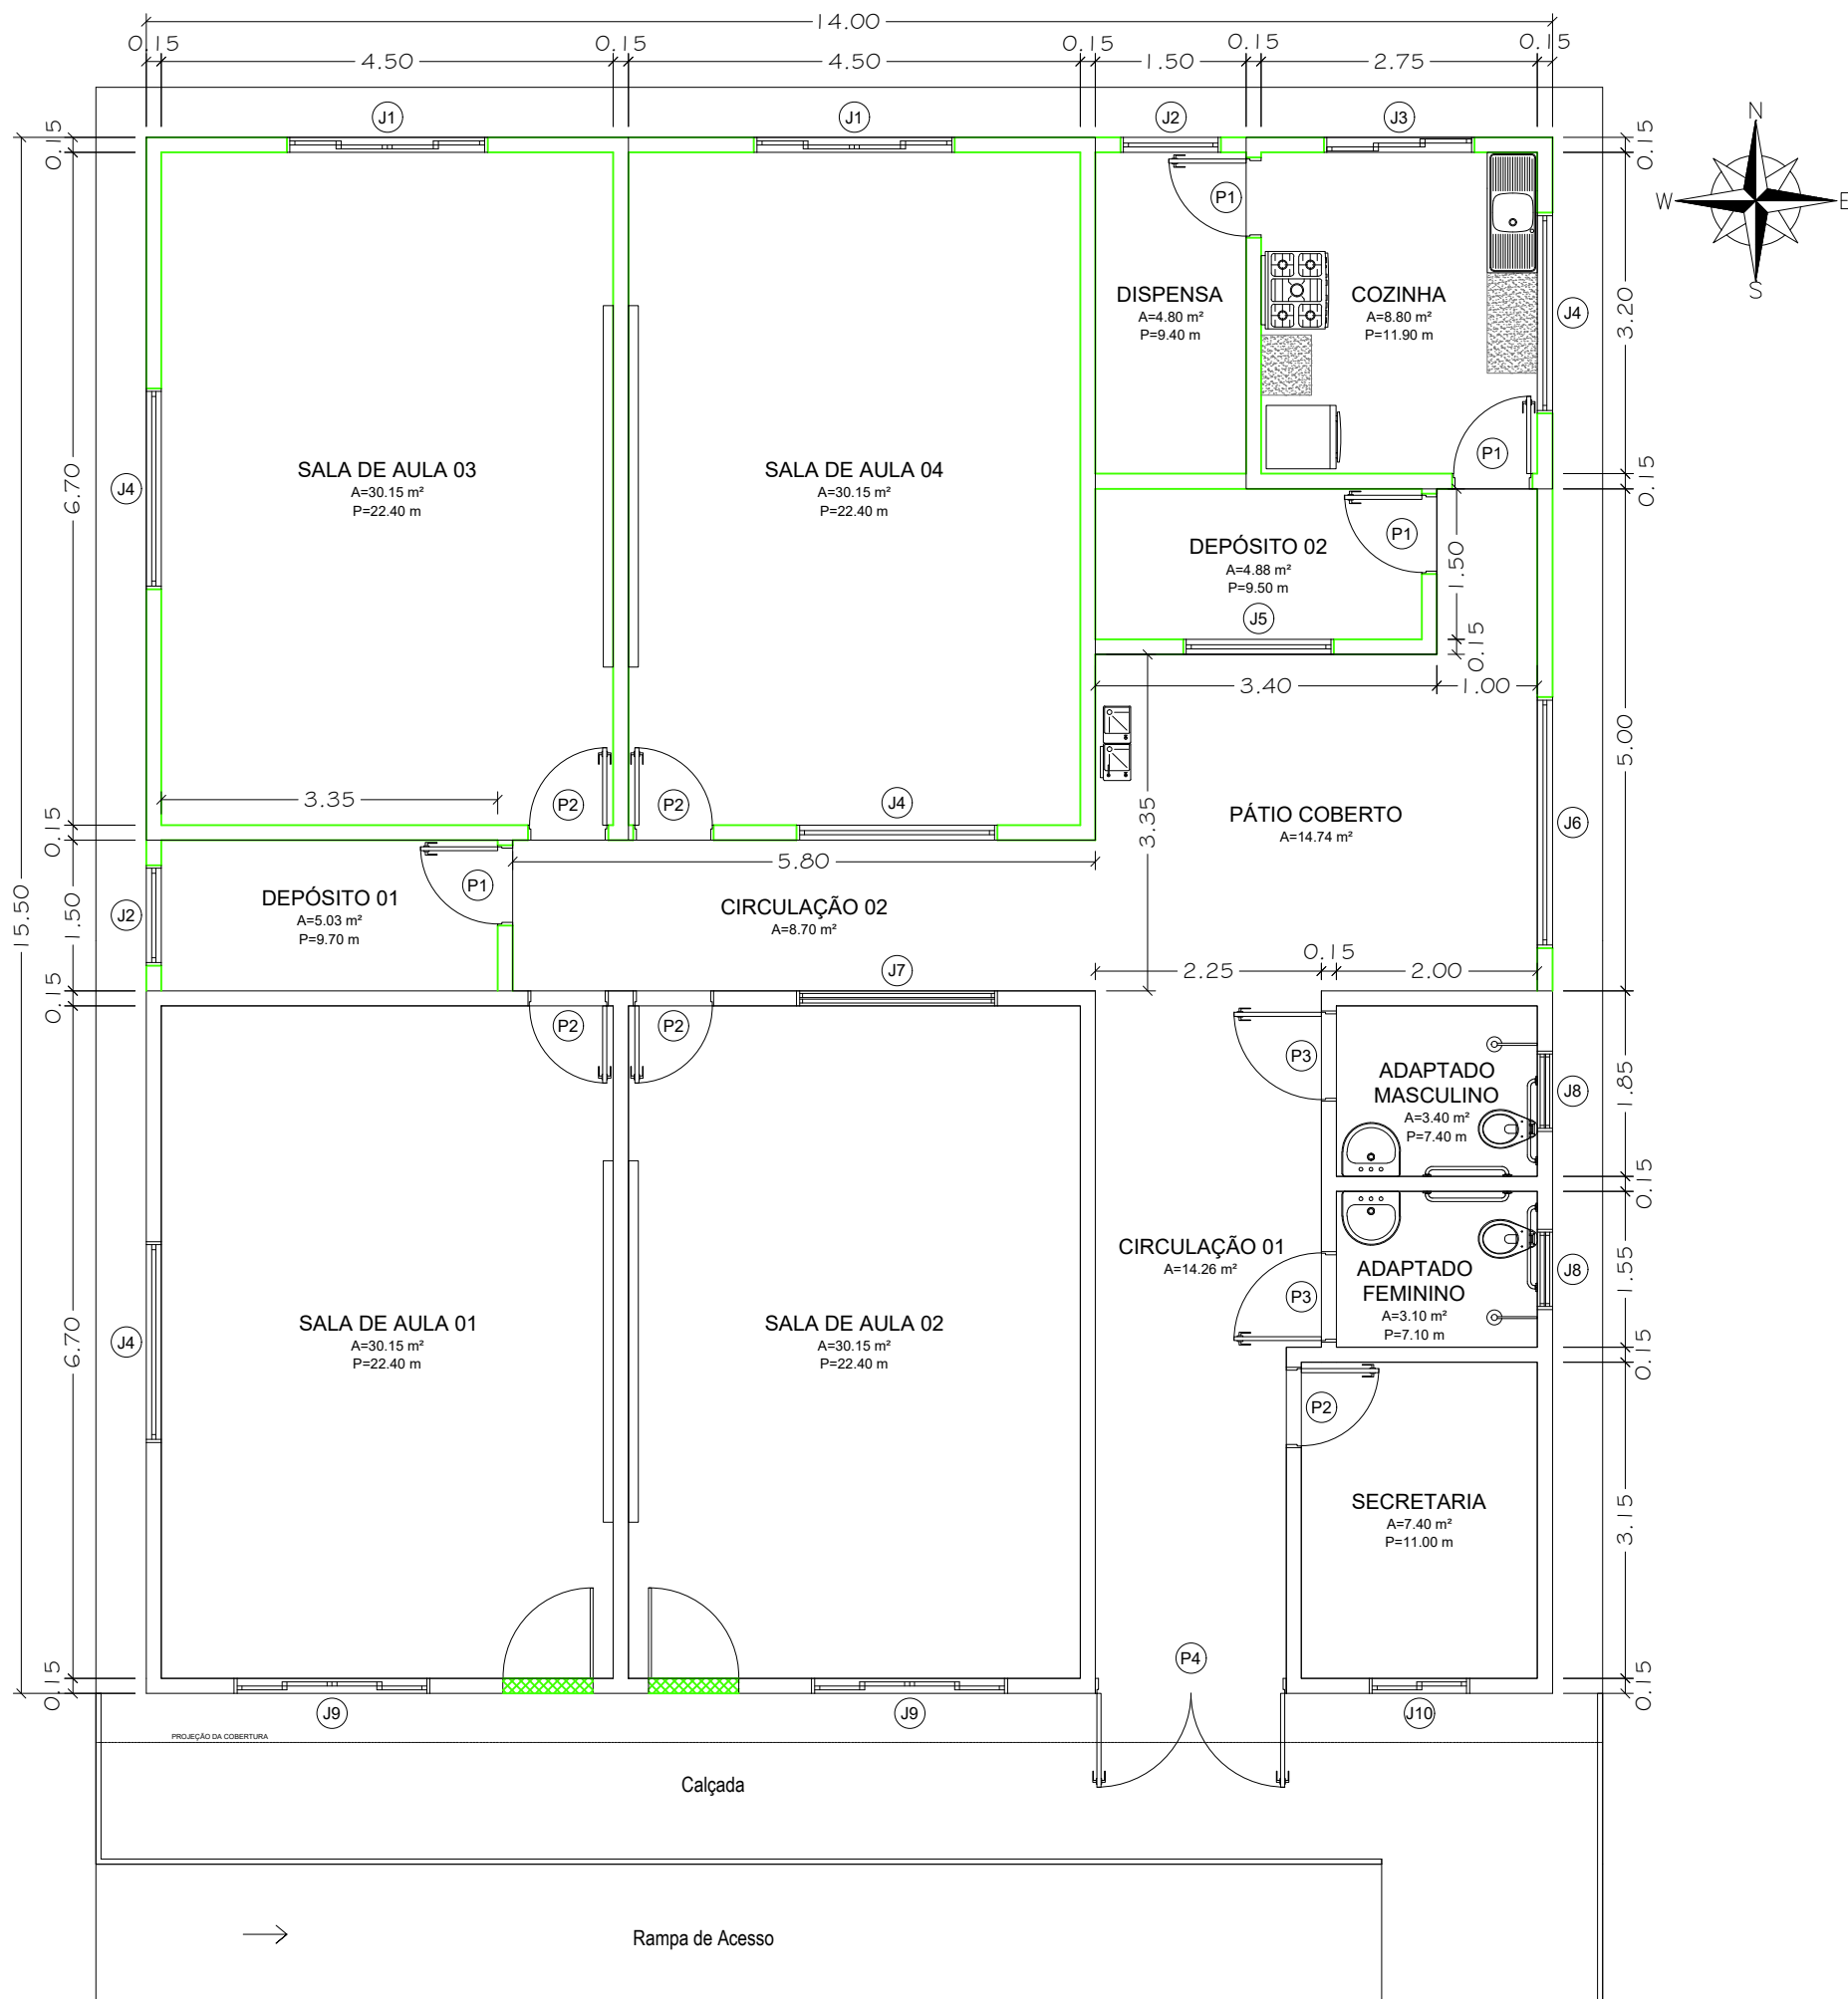 14.00
0.15
0.15
0.15
0.15
0.15
4.50
4.50
1.50
2.75
J1
J1
J2
J3
N
W
E
S
0.15
0.15
P1
DISPENSA
A=4.80 m²
P=9.40 m
COZINHA
A=8.80 m²
P=11.90 m
J4
3.20
P1
0.15
SALA DE AULA 03
A=30.15 m²
P=22.40 m
SALA DE AULA 04
A=30.15 m²
P=22.40 m
J4
6.70
DEPÓSITO 02
A=4.88 m²
P=9.50 m
P1
J5
1.50
0.15
3.40
1.00
5.00
3.35
P2
P2
J4
3.35
PÁTIO COBERTO
A=14.74 m²
J6
0.15
5.80
DEPÓSITO 01
A=5.03 m²
P=9.70 m
P1
J2
1.50
15.50
CIRCULAÇÃO 02
A=8.70 m²
J7
0.15
2.25
2.00
0.15
P2
P2
P3
ADAPTADO
MASCULINO
A=3.40 m²
P=7.40 m
J8
1.85
0.15
CIRCULAÇÃO 01
A=14.26 m²
P3
ADAPTADO
FEMININO
A=3.10 m²
P=7.10 m
J8
1.55
0.15
SALA DE AULA 01
A=30.15 m²
P=22.40 m
SALA DE AULA 02
A=30.15 m²
P=22.40 m
J4
6.70
P2
SECRETARIA
A=7.40 m²
P=11.00 m
3.15
P4
0.15
0.15
J9
J9
J10
PROJEÇÃO DA COBERTURA
Calçada
Rampa de Acesso